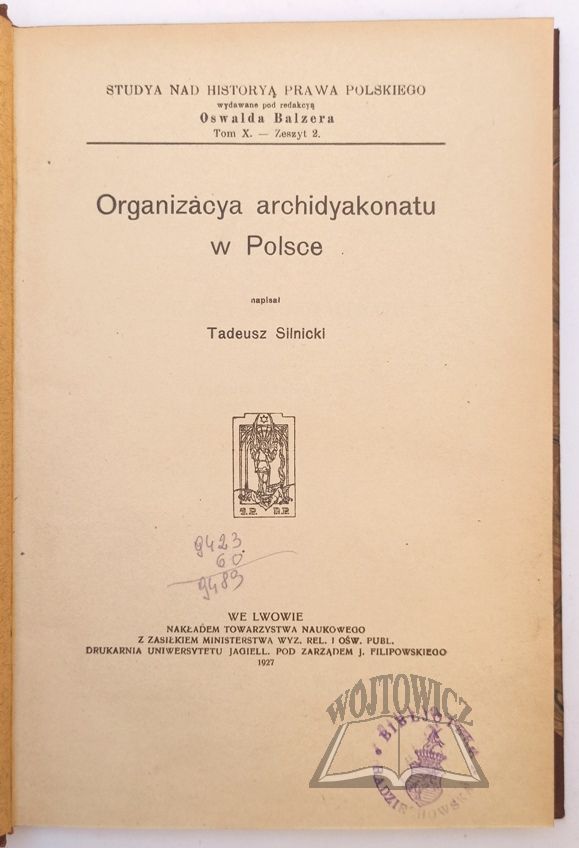 STUDYA NAD HISTORYĄ PRAWA POLSKIEGO
wydawane pod redakcyą
Oswalda Balzera
Tom X. — Zeszyt 2.
Organizacya archidyakonatu
w Polsce
napisał
Tadeusz Silnicki
9423
60
9483
WE LWOWIE
NAKŁADEM TOWARZYSTWA NAUKOWEGO
Z ZASIŁKIEM MINISTERSTWA WYZ. REL. I OŚW. PUBL.
DRUKARNIA UNIWERSYTETU JAGIELL. POD ZARZĄDEM J. FILIPOWSKIEGO
1927
WÓJTOWICZ